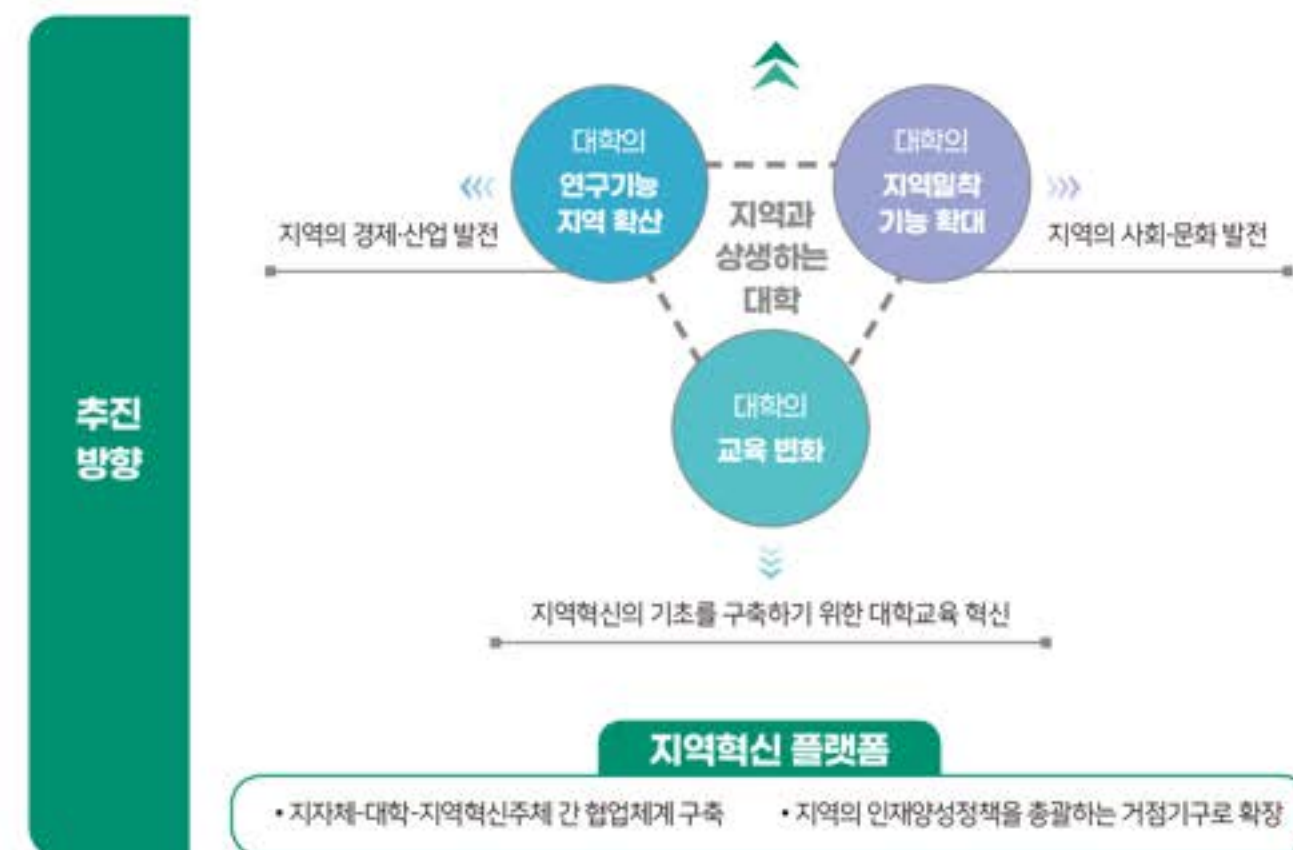 추진
방향
대학의
연구기능
지역 확산
대학의
지역밀착
기능 확대
지역과
상생하는
대학
지역의 경제·산업 발전
지역의 사회·문화 발전
대학의
교육 변화
지역혁신의 기초를 구축하기 위한 대학교육 혁신
지역혁신 플랫폼
• 지자체-대학-지역혁신주체 간 협업체계 구축
• 지역의 인재양성정책을 총괄하는 거점기구로 확장